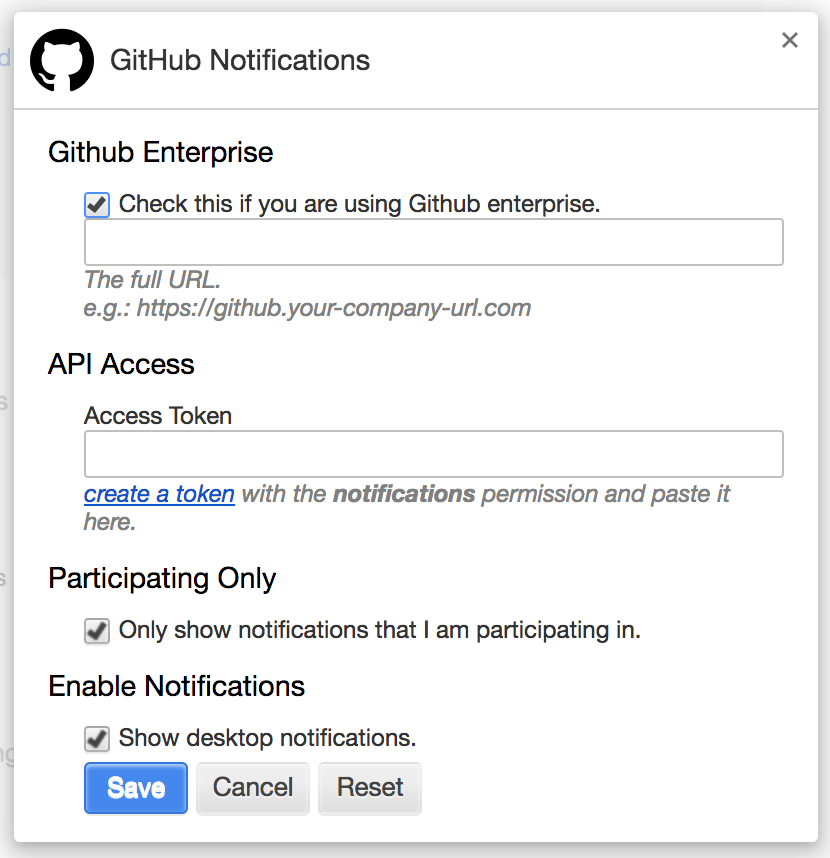 GitHub Notifications
Github Enterprise
Check this if you are using Github enterprise.
The full URL.
e.g.: https://github.your-company-url.com
API Access
Access Token
create a token with the notifications permission and paste it
here.
Participating Only
Only show notifications that I am participating in.
Enable Notifications
Show desktop notifications.
Save Cancel Reset